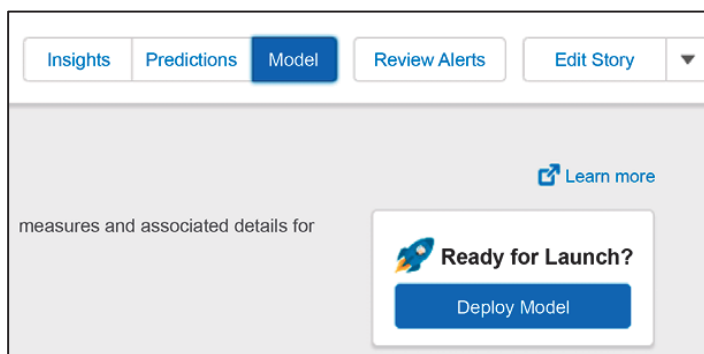 Insights Predictions Model Review Alerts Edit Story
Learn more
measures and associated details for
Ready for Launch?
Deploy Model